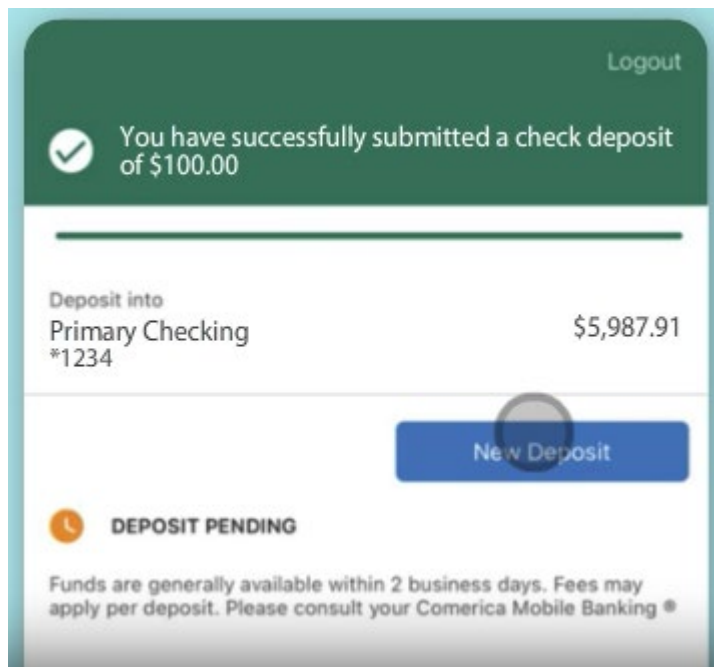 Logout
You have successfully submitted a check deposit
of $100.00
Deposit into
Primary Checking
$5,987.91
*1234
New Deposit
DEPOSIT PENDING
Funds are generally available within 2 business days. Fees may
apply per deposit. Please consult your Comerica Mobile Banking ®